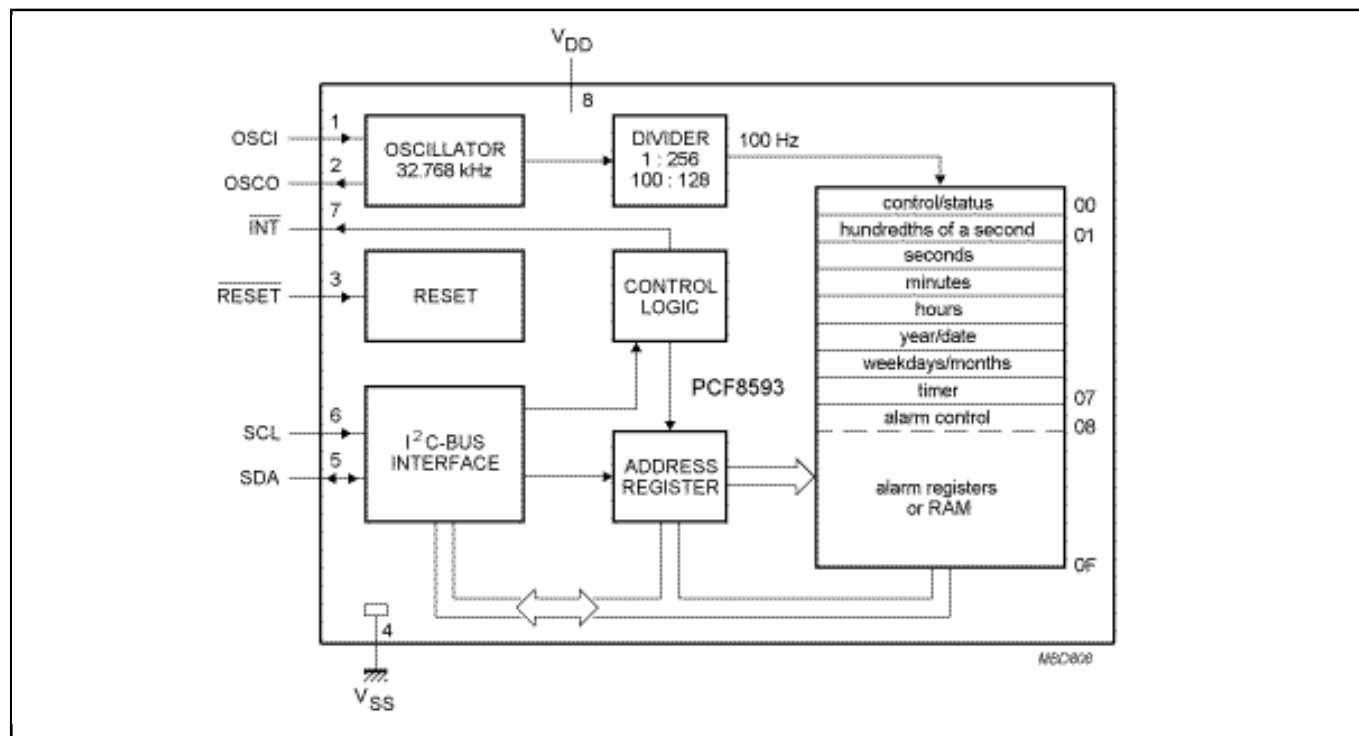 VDD
8
OSCI
1
OSCILLATOR
32.768 kHz
DIVIDER
1 : 256
100 : 128
100 Hz
OSCO
2
INT
7
RESET
3
RESET
CONTROL
LOGIC
PCF8593
SCL
6
SDA
5
I2C-BUS
INTERFACE
ADDRESS
REGISTER
control/status
00
hundredths of a second
01
seconds
minutes
hours
year/date
weekdays/months
timer
07
alarm control
08
alarm registers
or RAM
0F
4
VSS
MBD808